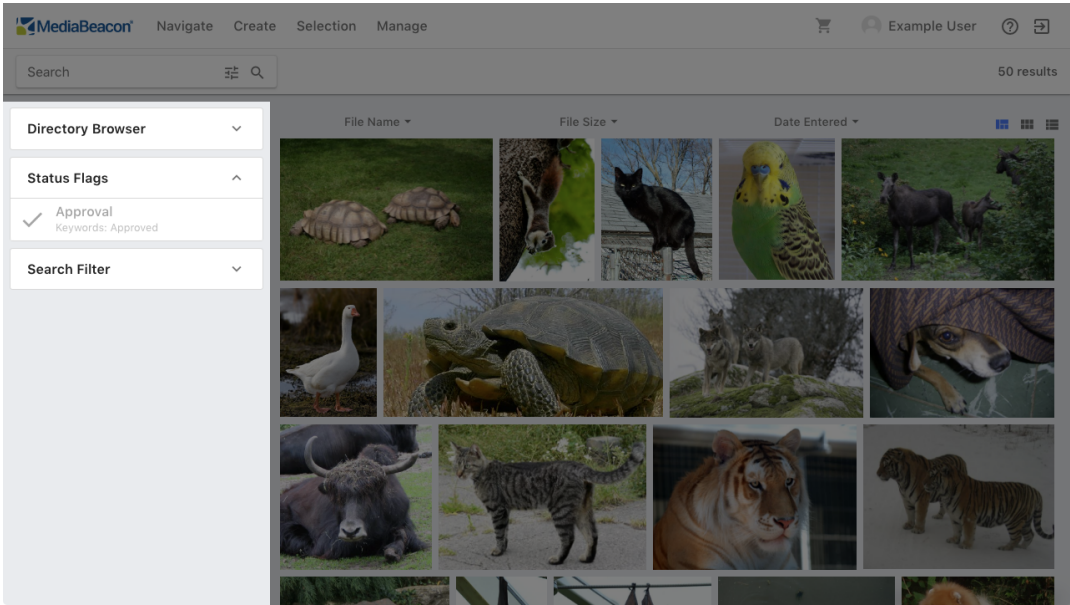 MediaBeacon Navigate Create Selection Manage Example User
Search 50 results
Directory Browser
File Name File Size Date Entered
Status Flags
Approval
Keywords: Approved
Search Filter